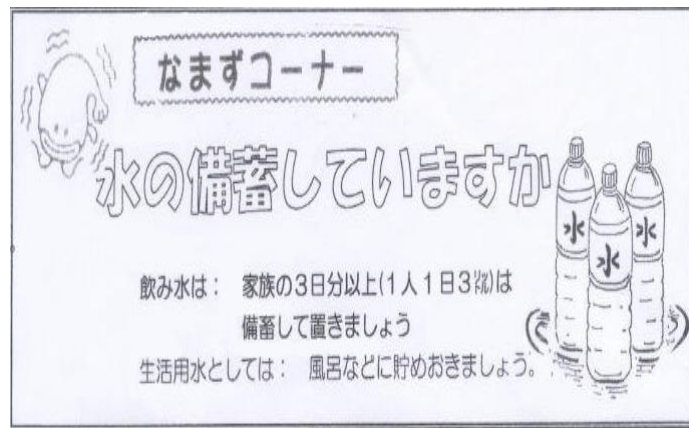 なまずコーナー
水の備蓄していますか
水
水
水
飲み水は： 家族の3日分以上(1人1日3㍑)は
備蓄して置きましょう
生活用水としては： 風呂などに貯めおきましょう。